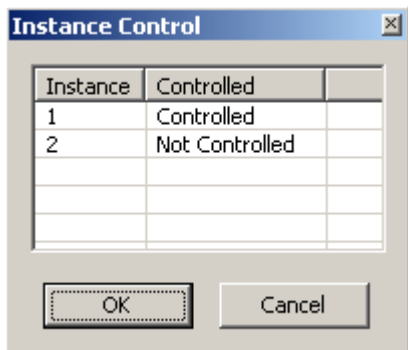 Instance Control
Instance Controlled
1 Controlled
2 Not Controlled
OK Cancel